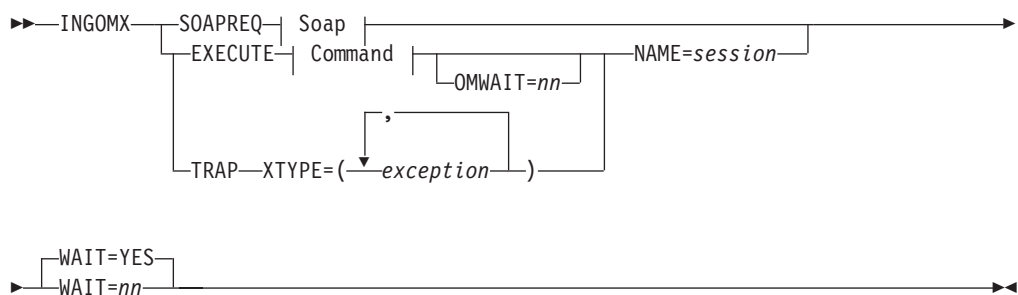 INGOMX SOAPREQ Soap
EXECUTE Command NAME=session
OMWAIT=nn
,
TRAP XTYPE=( exception )
WAIT=YES
WAIT=nn